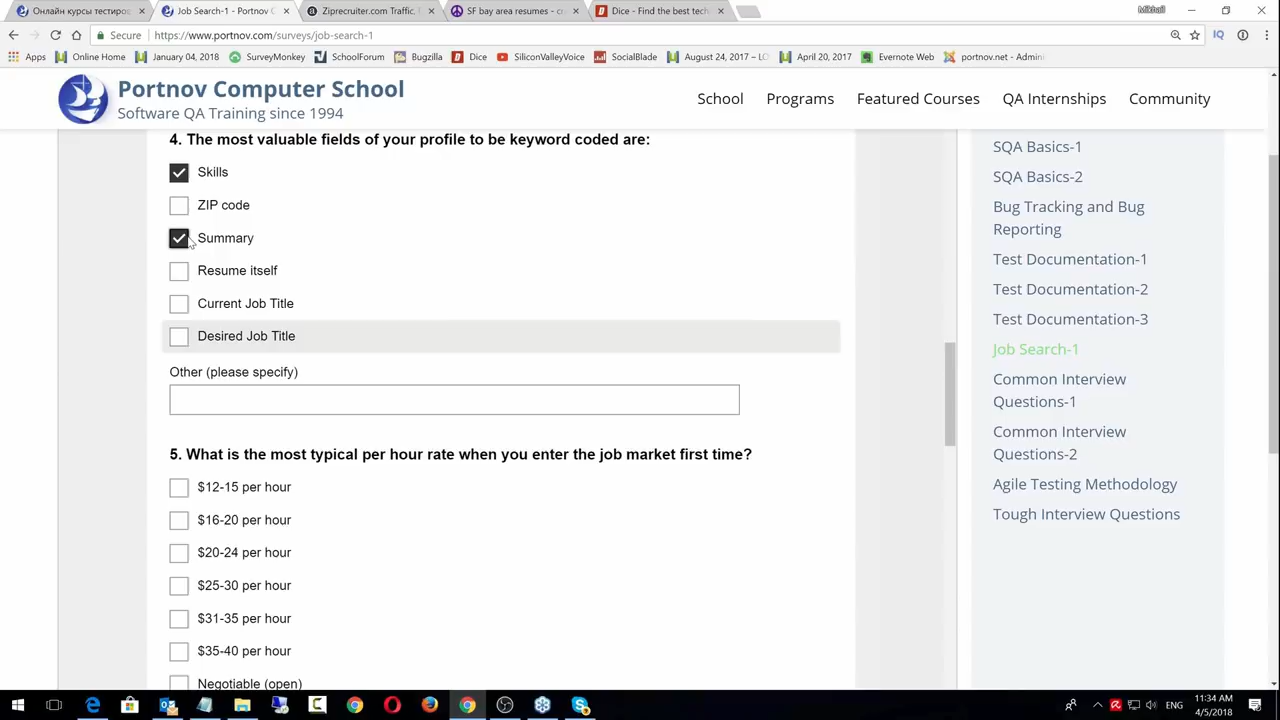 Онлайн курсы тестиров
Job Search-1 - Portnov C
Ziprecruiter.com Traffic,
SF bay area resumes - cr
Dice - Find the best tech
Mikhail
Secure
https://www.portnov.com/surveys/job-search-1
IQ
Apps
Online Home
January 04, 2018
SurveyMonkey
SchoolForum
Bugzilla
Dice
SiliconValleyVoice
SocialBlade
August 24, 2017 – LO
April 20, 2017
Evernote Web
portnov.net - Admini
Portnov Computer School
Software QA Training since 1994
School
Programs
Featured Courses
QA Internships
Community
4. The most valuable fields of your profile to be keyword coded are:
Skills
ZIP code
Summary
Resume itself
Current Job Title
Desired Job Title
Other (please specify)
5. What is the most typical per hour rate when you enter the job market first time?
$12-15 per hour
$16-20 per hour
$20-24 per hour
$25-30 per hour
$31-35 per hour
$35-40 per hour
Negotiable (open)
SQA Basics-1
SQA Basics-2
Bug Tracking and Bug
Reporting
Test Documentation-1
Test Documentation-2
Test Documentation-3
Job Search-1
Common Interview
Questions-1
Common Interview
Questions-2
Agile Testing Methodology
Tough Interview Questions
ENG
11:34 AM
4/5/2018